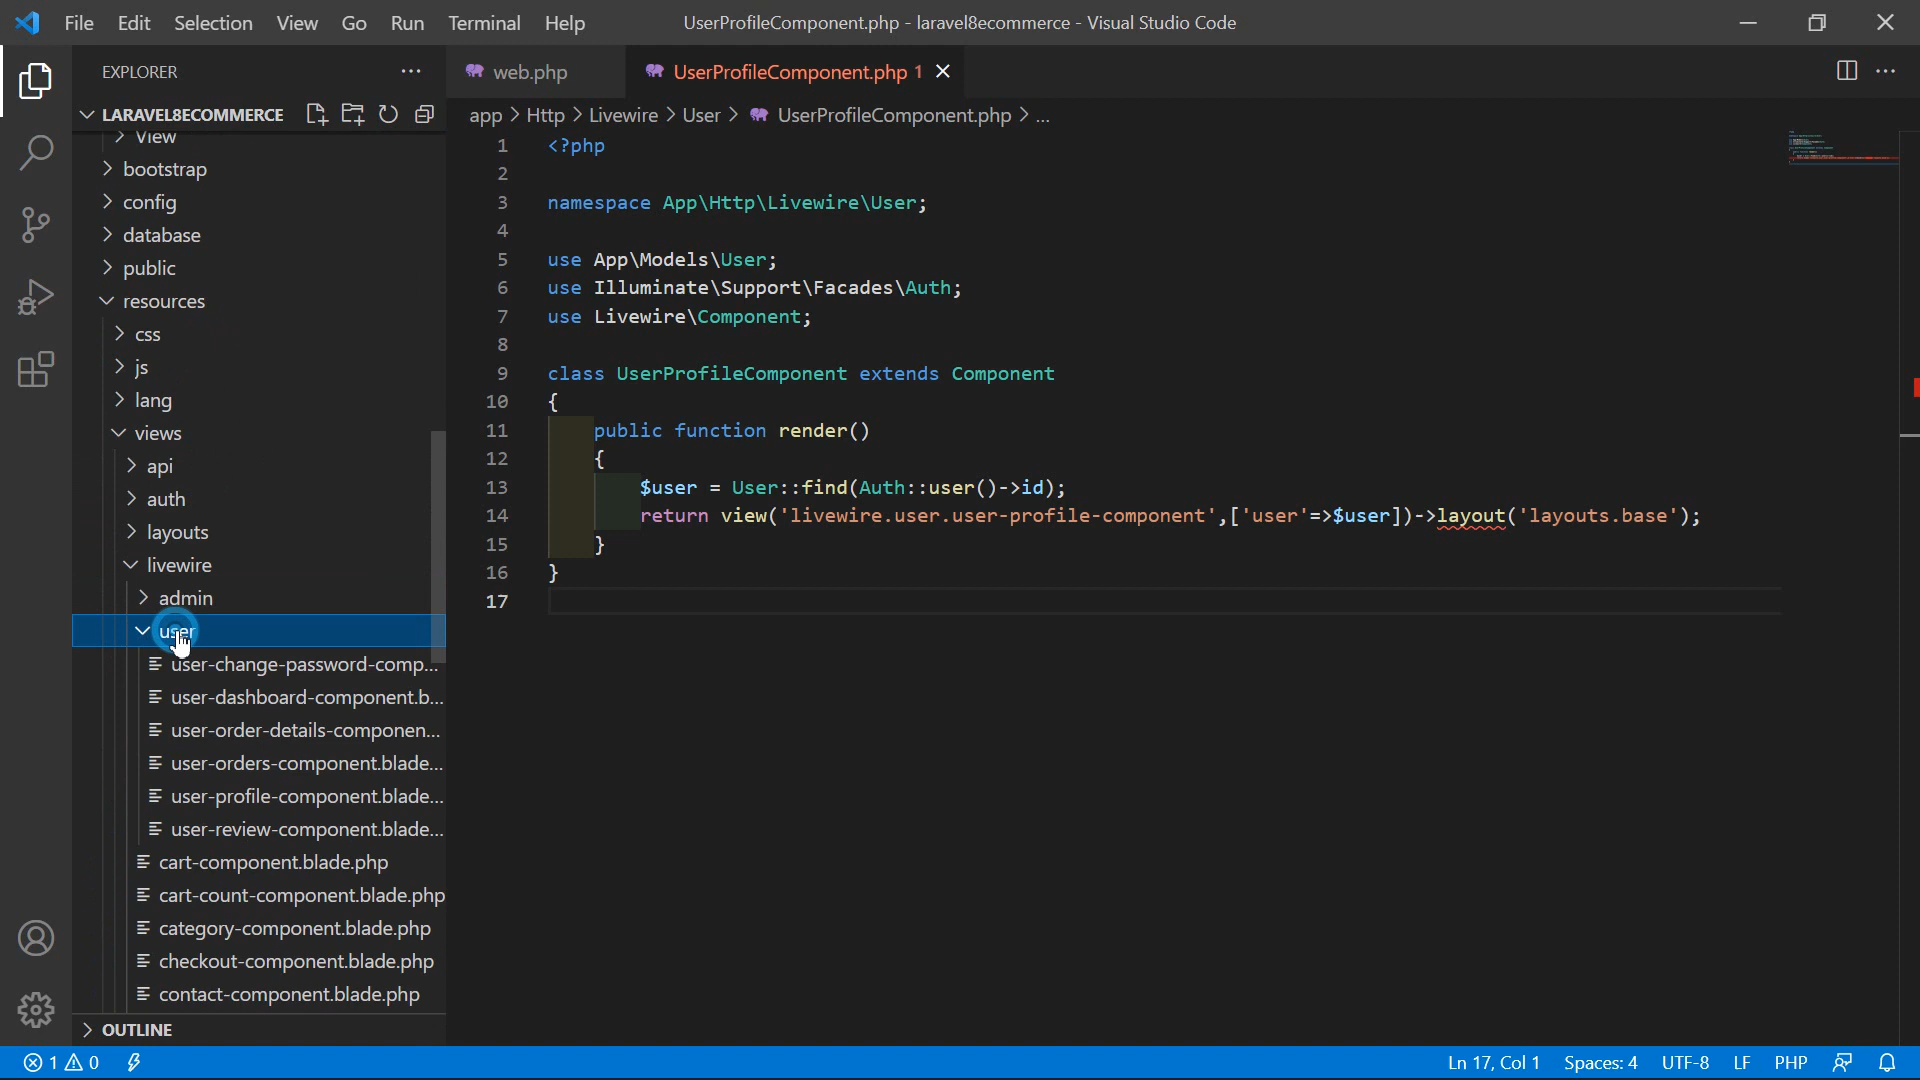 File Edit Selection View Go Run Terminal Help UserProfileComponent.php - laravel8ecommerce - Visual Studio Code
EXPLORER
web.php
UserProfileComponent.php 1
LARAVEL8ECOMMERCE
app > Http > Livewire > User > UserProfileComponent.php > ...
View
bootstrap
config
database
public
resources
css
js
lang
views
api
auth
layouts
livewire
admin
user
user-change-password-comp...
user-dashboard-component.b...
user-order-details-componen...
user-orders-component.blade...
user-profile-component.blade...
user-review-component.blade...
cart-component.blade.php
cart-count-component.blade.php
category-component.blade.php
checkout-component.blade.php
contact-component.blade.php
OUTLINE
1 <?php
2
3 namespace App\Http\Livewire\User;
4
5 use App\Models\User;
6 use Illuminate\Support\Facades\Auth;
7 use Livewire\Component;
8
9 class UserProfileComponent extends Component
10 {
11 public function render()
12 {
13 $user = User::find(Auth::user()->id);
14 return view('livewire.user.user-profile-component',['user'=>$user])->layout('layouts.base');
15 }
16 }
17
1 0 Ln 17, Col 1 Spaces: 4 UTF-8 LF PHP